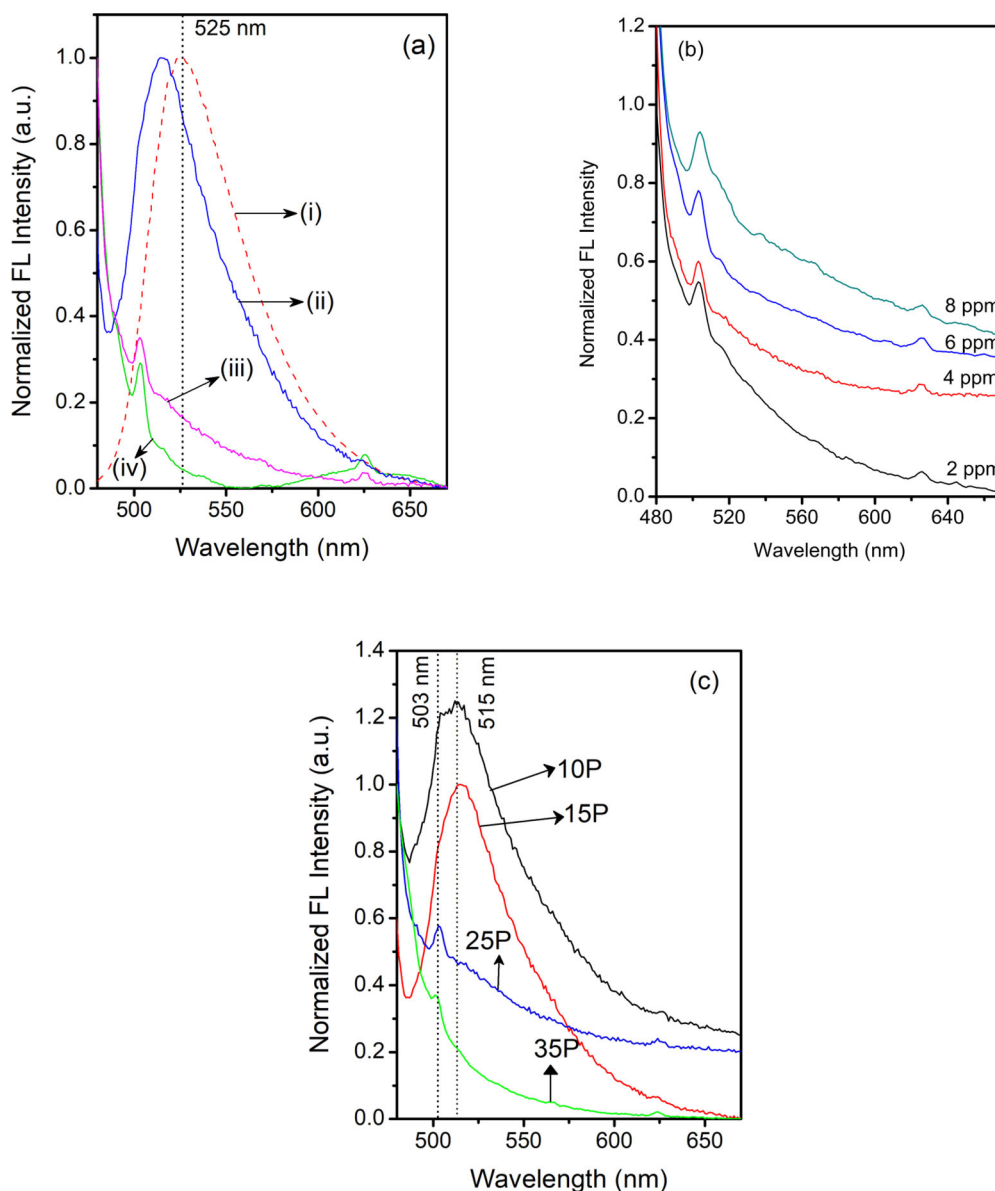 (a)
525 nm
1.0
0.8
0.6
0.4
0.2
0.0
Normalized FL Intensity (a.u.)
(i)
(ii)
(iii)
(iv)
500
550
600
650
Wavelength (nm)
(b)
1.2
1.0
0.8
0.6
0.4
0.2
0.0
Normalized FL Intensity
8 ppm
6 ppm
4 ppm
2 ppm
480
520
560
600
640
Wavelength (nm)
(c)
503 nm
515 nm
1.4
1.2
1.0
0.8
0.6
0.4
0.2
0.0
Normalized FL Intensity (a.u.)
10P
15P
25P
35P
500
550
600
650
Wavelength (nm)